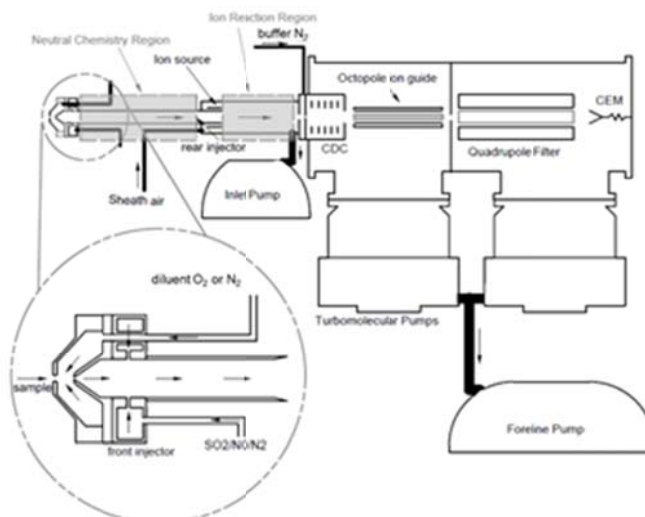 Ion Reaction Region
Neutral Chemistry Region
buffer N₂
Ion source
Octopole ion guide
CEM
CDC
Quadrupole Filter
rear injector
Sheath air
Inlet Pump
diluent O₂ or N₂
Turbomolecular Pumps
sample
SO2/N0/N2
front injector
Foreline Pump